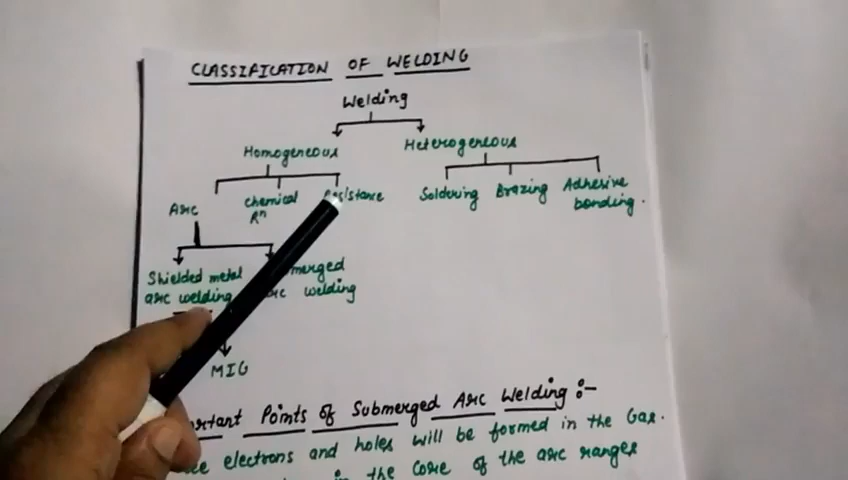 CLASSIFICATION OF WELDING
Welding
Homogeneous Heterogeneous
Arc Chemical Rⁿ Resistance Soldering Brazing Adhesive bonding.
Shielded metal
arc welding welding
MIG
Points of Submerged Arc Welding :-
electrons and holes will be formed in the Gas.
in the core of the arc ranges